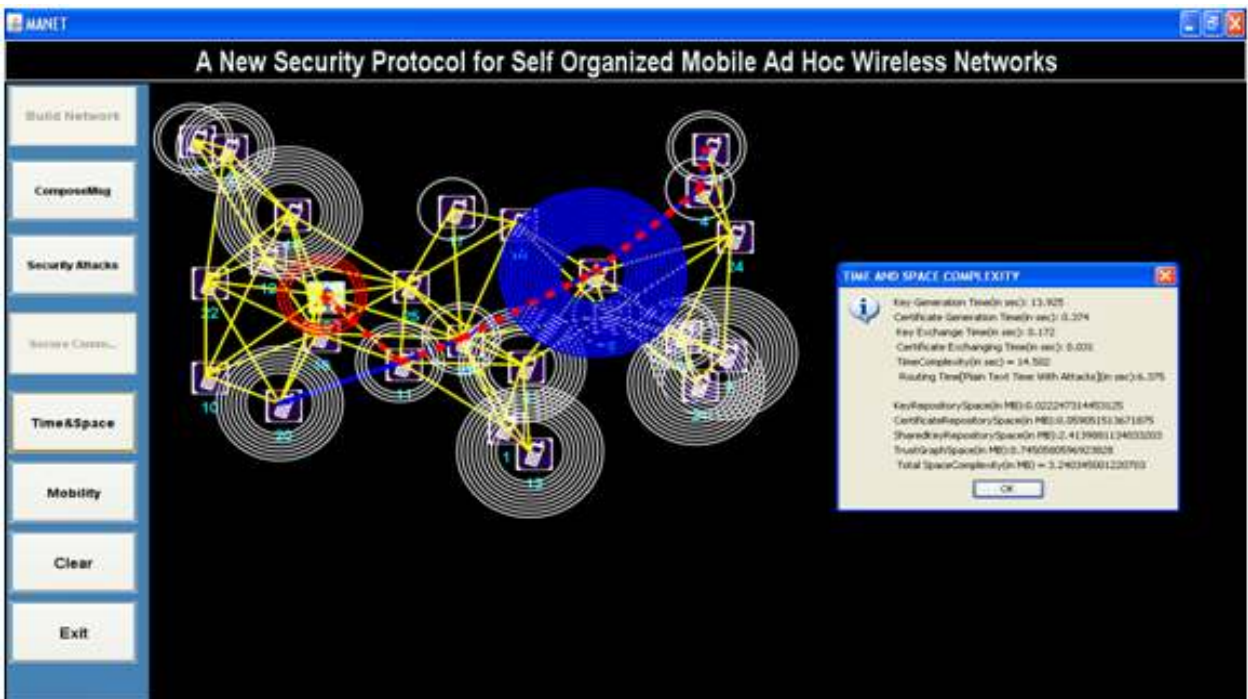 MANET
A New Security Protocol for Self Organized Mobile Ad Hoc Wireless Networks
Build Network
ComposeMsg
Security Attacks
Secure Comm...
Time&Space
Mobility
Clear
Exit
4
24
22
10
11
1
TIME AND SPACE COMPLEXITY
Key Generation Time(in sec): 13.925
Certificate Generation Time(in sec): 0.374
Key Exchange Time(in sec): 0.172
Certificate Exchanging Time(in sec): 0.031
TimeComplexity(in sec) = 14.502
Routing Time[Plain Text Time With Attacks](in sec):6.375
KeyRepositorySpace(in MB):0.022247314453125
CertificateRepositorySpace(in MB):0.059051513671875
SharedKeyRepositorySpace(in MB):2.4139881134033203
TrustGraphSpace(in MB):0.7450580596923828
Total SpaceComplexity(in MB) = 3.240345001220703
OK